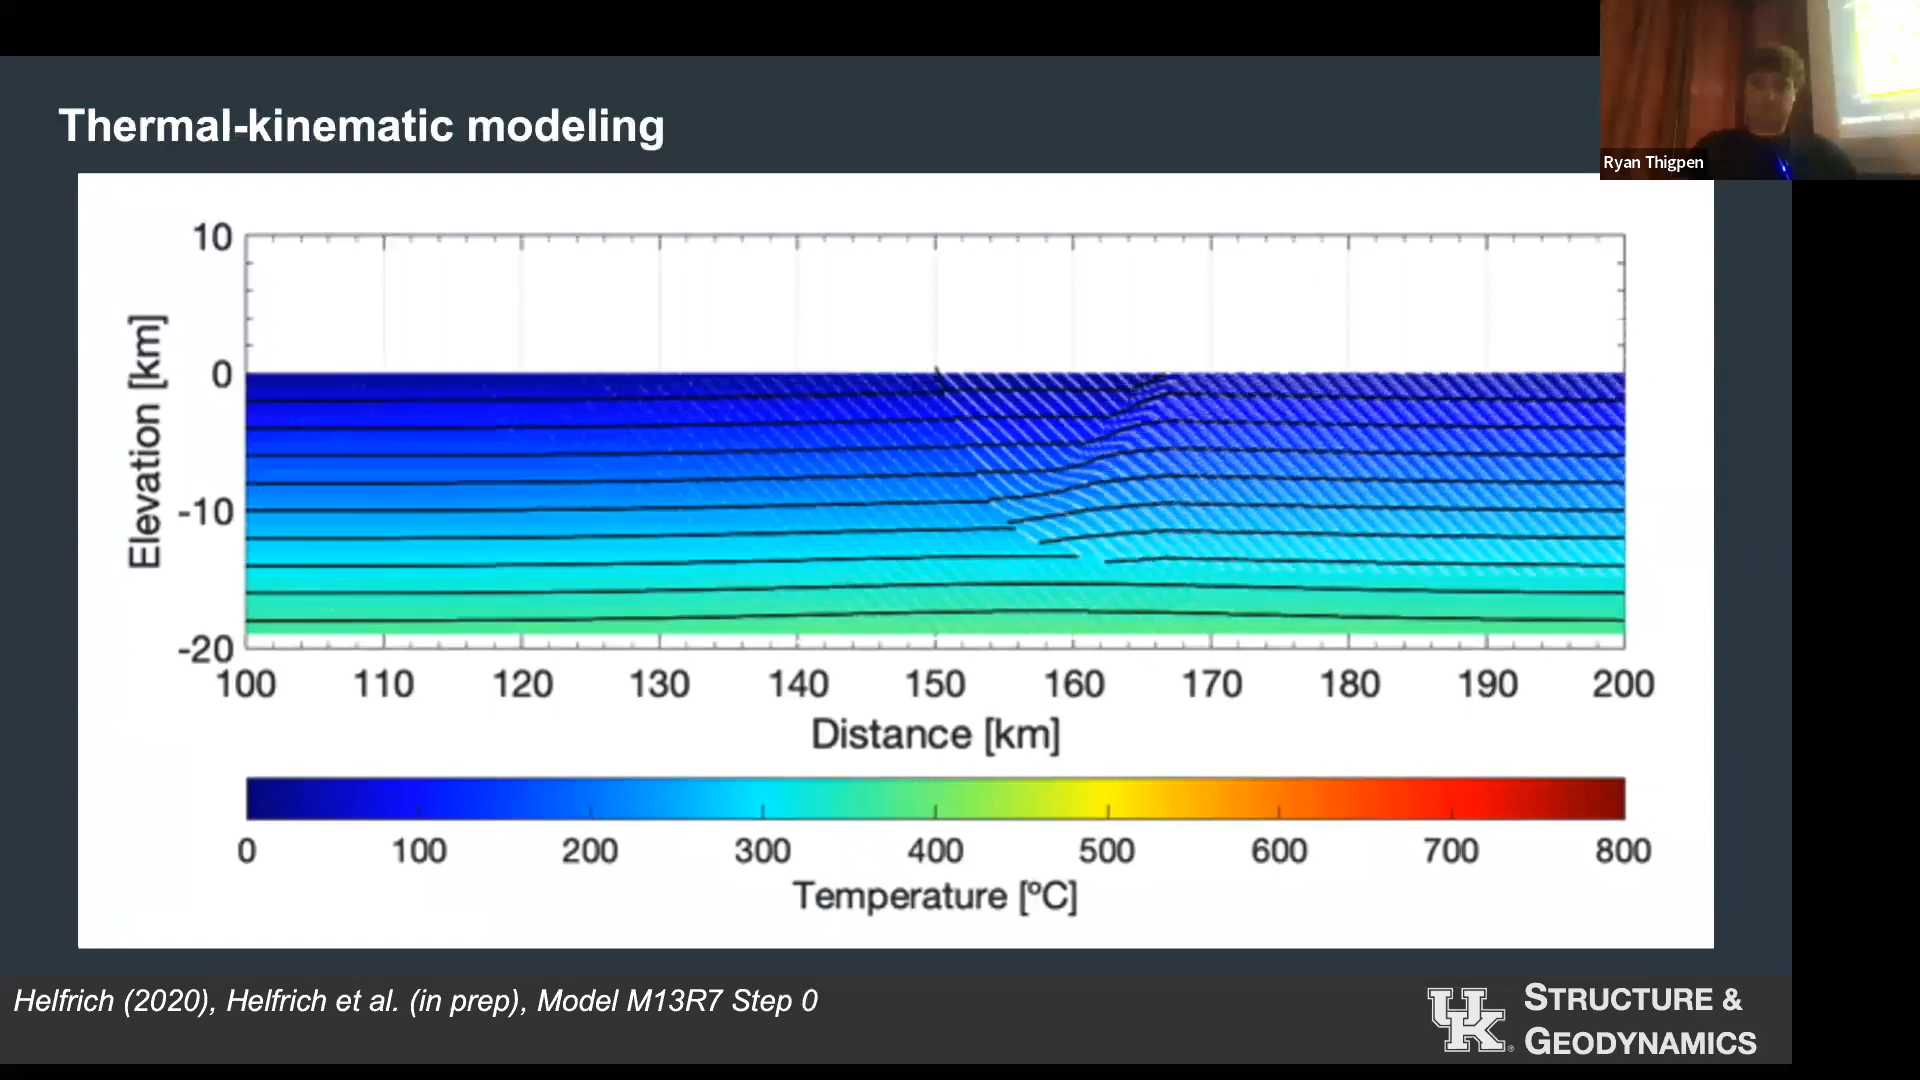 Thermal-kinematic modeling
Ryan Thigpen
10
0
-10
-20
Elevation [km]
100 110 120 130 140 150 160 170 180 190 200
Distance [km]
0 100 200 300 400 500 600 700 800
Temperature [ºC]
Helfrich (2020), Helfrich et al. (in prep), Model M13R7 Step 0
UK
STRUCTURE &
GEODYNAMICS